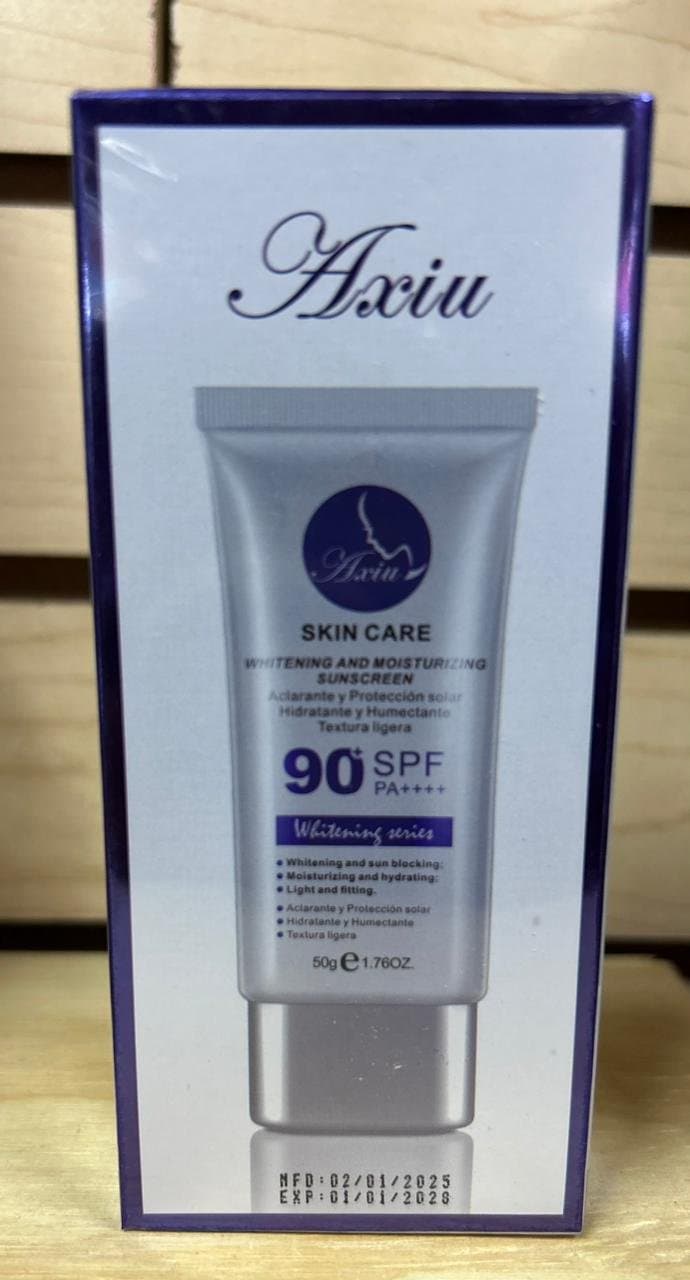 Axiu
Axiu
SKIN CARE
WHITENING AND MOISTURIZING
SUNSCREEN
Aclarante y Protección solar
Hidratante y Humectante
Textura ligera
90+ SPF
PA++++
Whitening series
• Whitening and sun blocking;
• Moisturizing and hydrating;
• Light and fitting.
• Aclarante y Protección solar
• Hidratante y Humectante
• Textura ligera
50g e 1.76OZ.
MFD:02/01/2025
EXP:01/01/2028